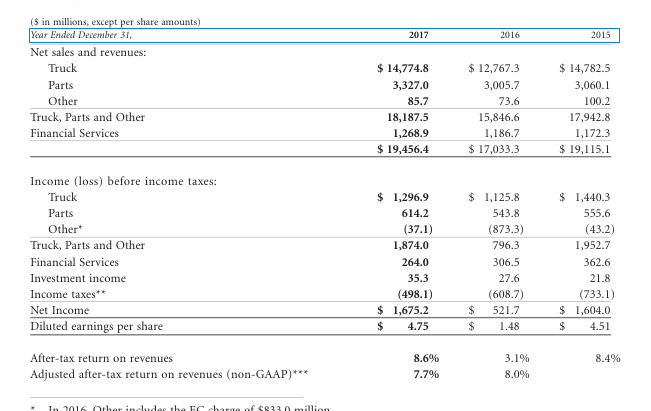 ($ in millions, except per share amounts)
Year Ended December 31, 2017 2016 2015
Net sales and revenues:
Truck $ 14,774.8 $ 12,767.3 $ 14,782.5
Parts 3,327.0 3,005.7 3,060.1
Other 85.7 73.6 100.2
Truck, Parts and Other 18,187.5 15,846.6 17,942.8
Financial Services 1,268.9 1,186.7 1,172.3
$ 19,456.4 $ 17,033.3 $ 19,115.1
Income (loss) before income taxes:
Truck $ 1,296.9 $ 1,125.8 $ 1,440.3
Parts 614.2 543.8 555.6
Other* (37.1) (873.3) (43.2)
Truck, Parts and Other 1,874.0 796.3 1,952.7
Financial Services 264.0 306.5 362.6
Investment income 35.3 27.6 21.8
Income taxes** (498.1) (608.7) (733.1)
Net Income $ 1,675.2 $ 521.7 $ 1,604.0
Diluted earnings per share $ 4.75 $ 1.48 $ 4.51
After-tax return on revenues 8.6% 3.1% 8.4%
Adjusted after-tax return on revenues (non-GAAP)*** 7.7% 8.0%
* In 2016, Other includes the EC charge of $833.0 million